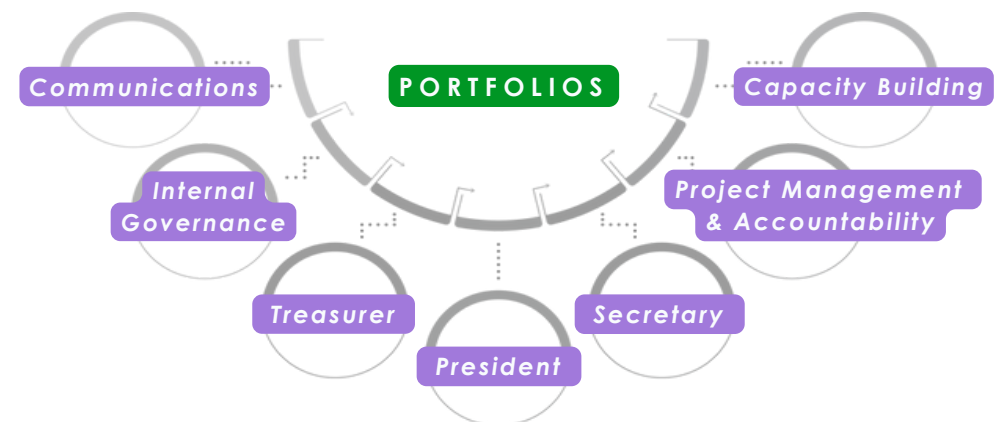 PORTFOLIOS
Communications
Capacity Building
Internal
Governance
Project Management
& Accountability
Treasurer
Secretary
President